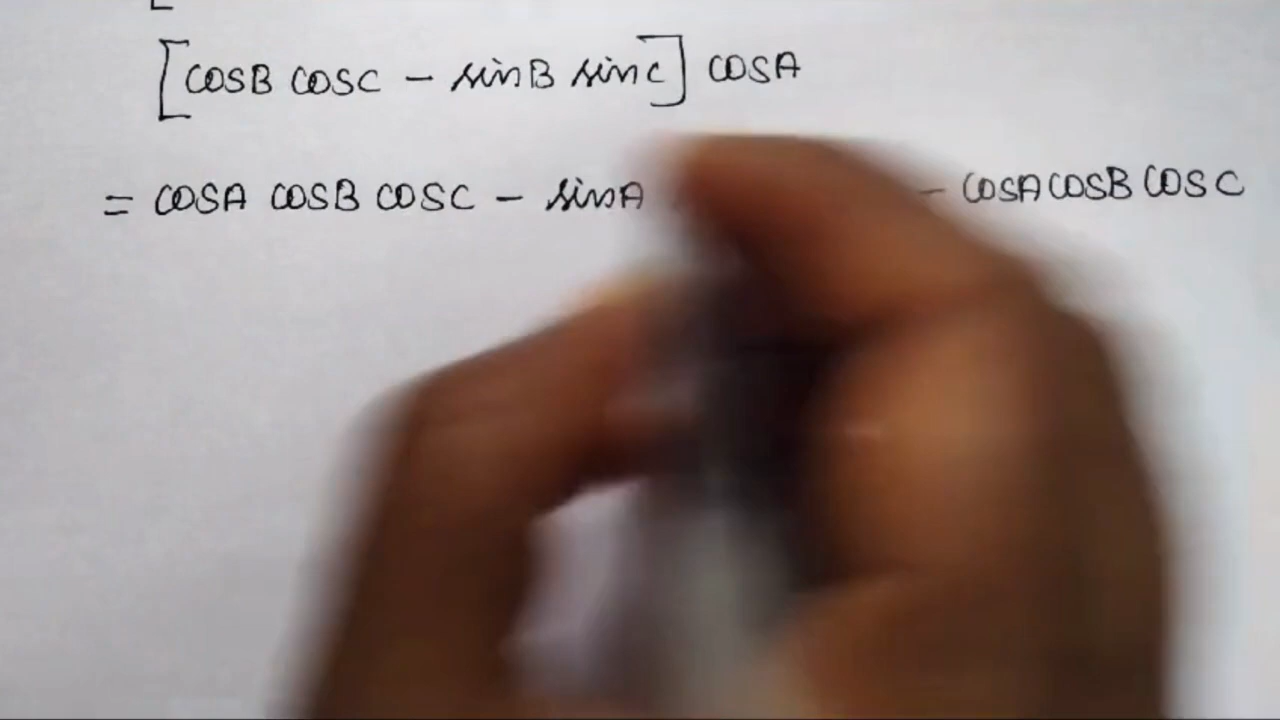 [cosB cosC - sinB sinC] cosA
= cosA cosB cosC - sinA - cosA cosB cosC